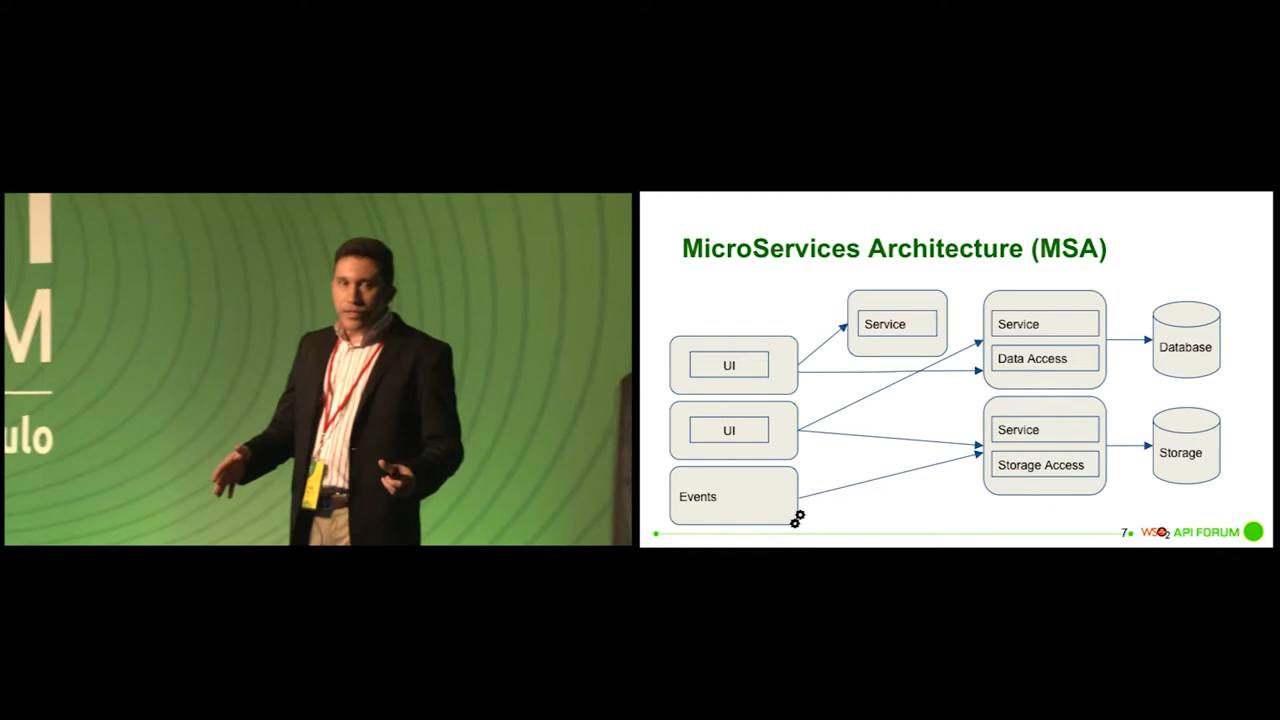 I
M
ulo
MicroServices Architecture (MSA)
Service
Service
Data Access
Database
UI
UI
Service
Storage Access
Storage
Events
7
WSO2 API FORUM